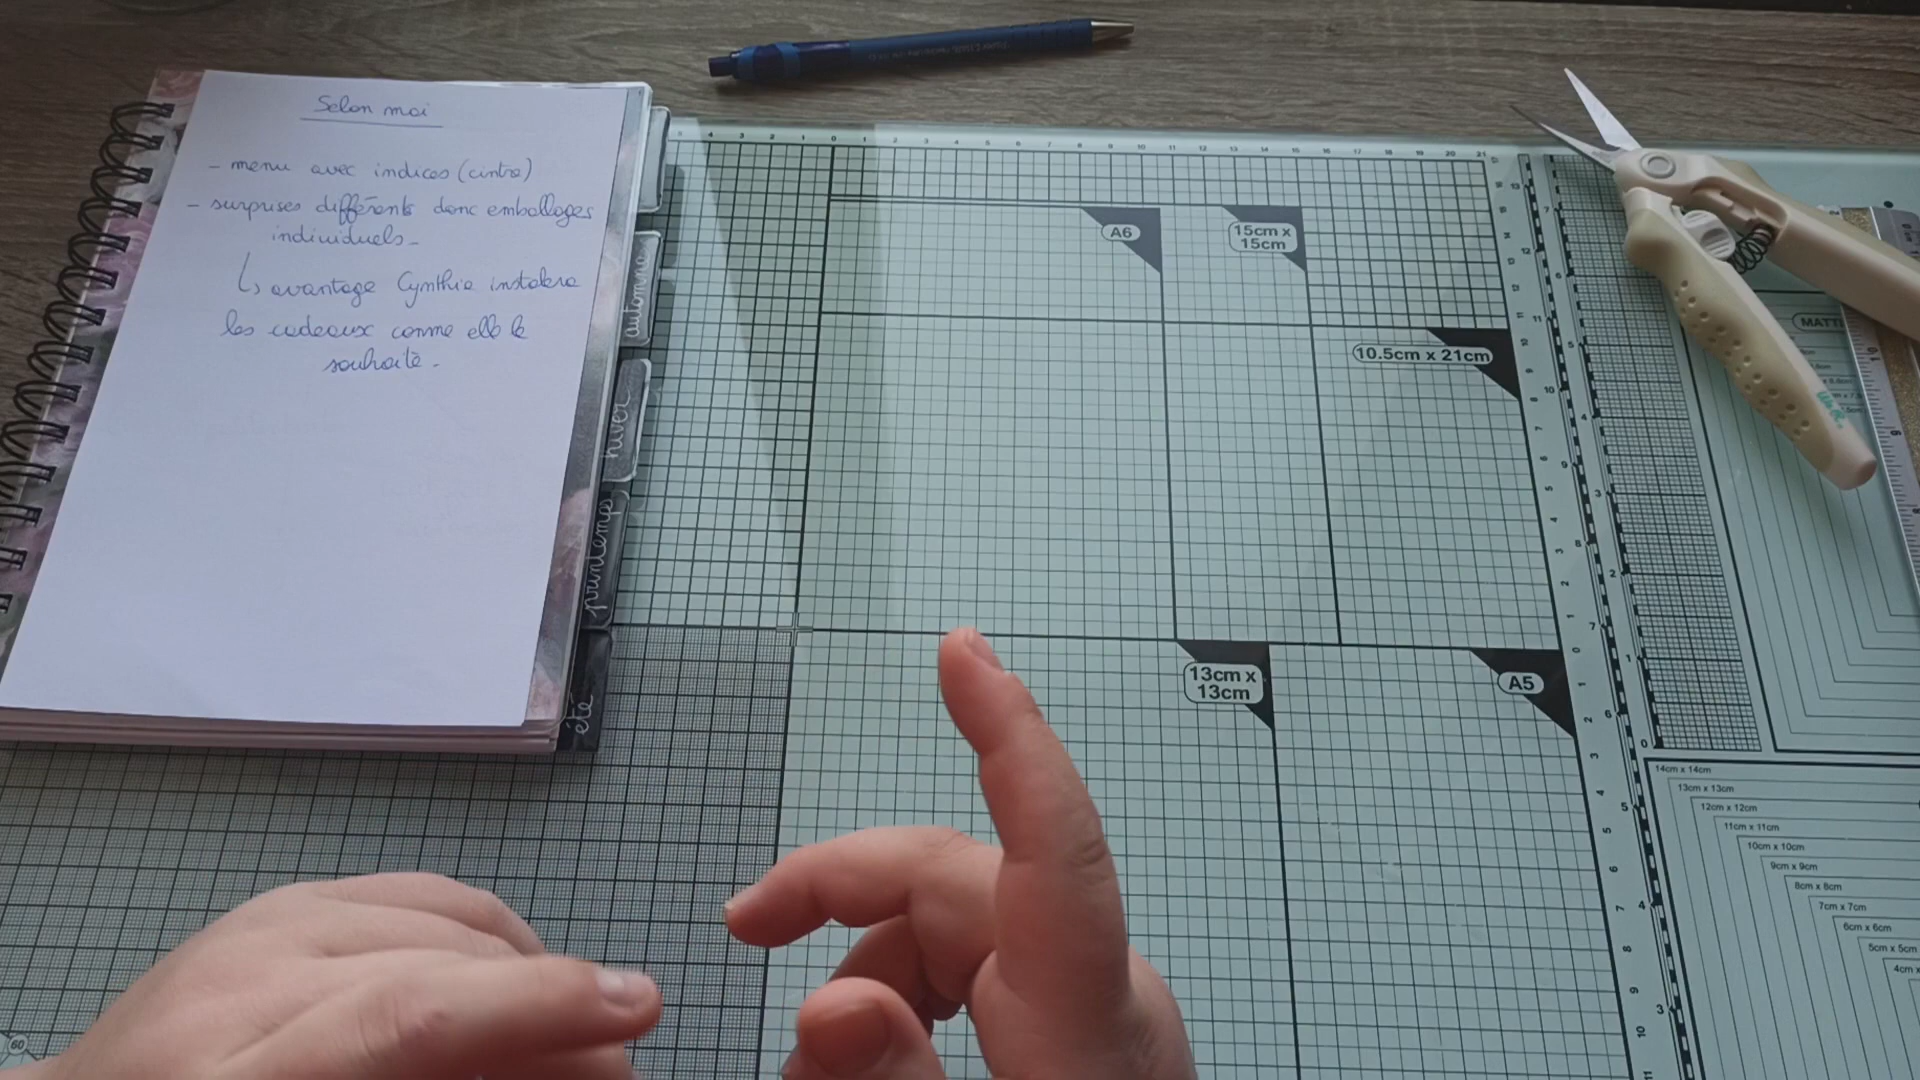 Selon moi
- menu avec indices (cintre)
- surprises différents donc emballages
individuels.
↳ avantage Cynthia
les cadeaux comme elle le
souhaite.
automne
hiver
printemps
été
A6
15cm x
15cm
10.5cm x 21cm
13cm x
13cm
A5
14cm x 14cm
13cm x 13cm
12cm x 12cm
11cm x 11cm
10cm x 10cm
9cm x 9cm
8cm x 8cm
7cm x 7cm
6cm x 6cm
5cm x 5cm
60